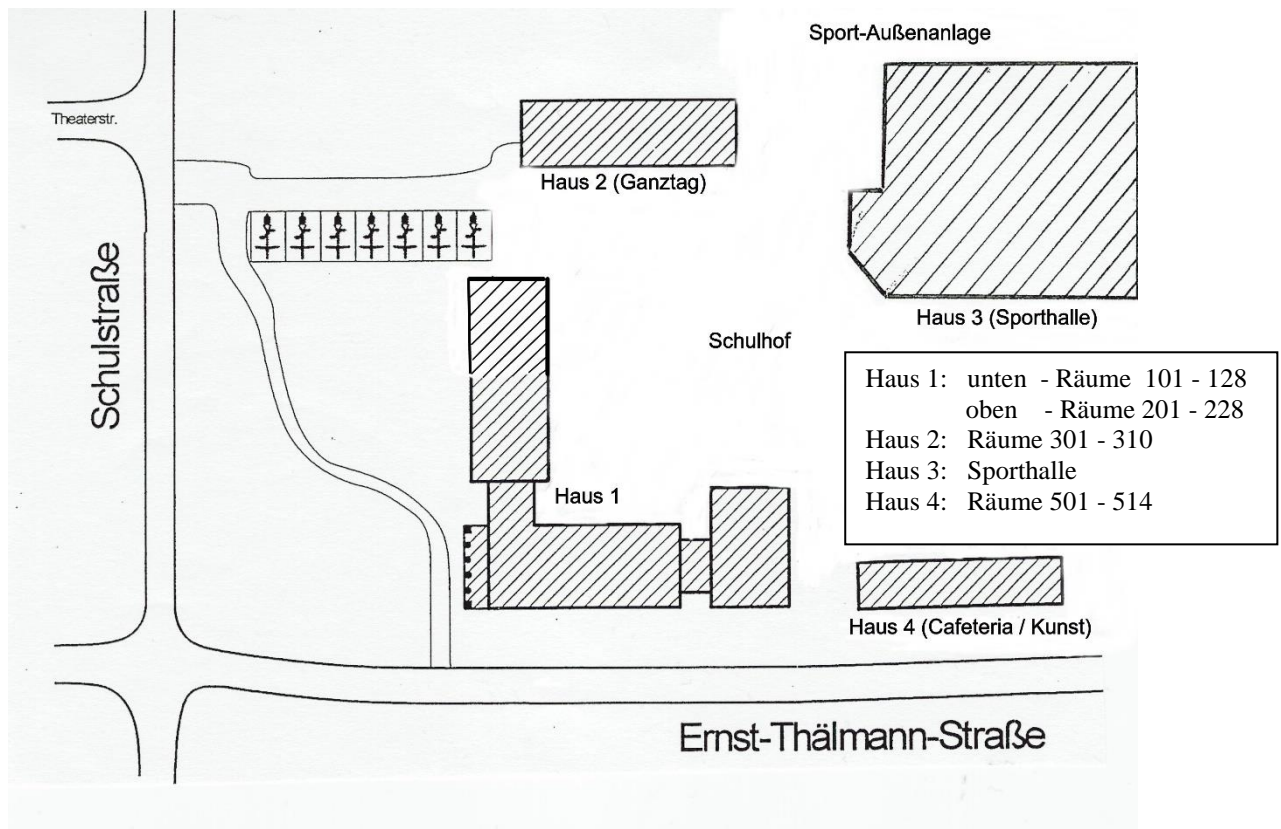 Sport-Außenanlage
Theaterstr.
Haus 2 (Ganztag)
Schulstraße
Haus 3 (Sporthalle)
Schulhof
Haus 1: unten - Räume 101 - 128
oben - Räume 201 - 228
Haus 2: Räume 301 - 310
Haus 3: Sporthalle
Haus 4: Räume 501 - 514
Haus 1
Haus 4 (Cafeteria / Kunst)
Ernst-Thälmann-Straße